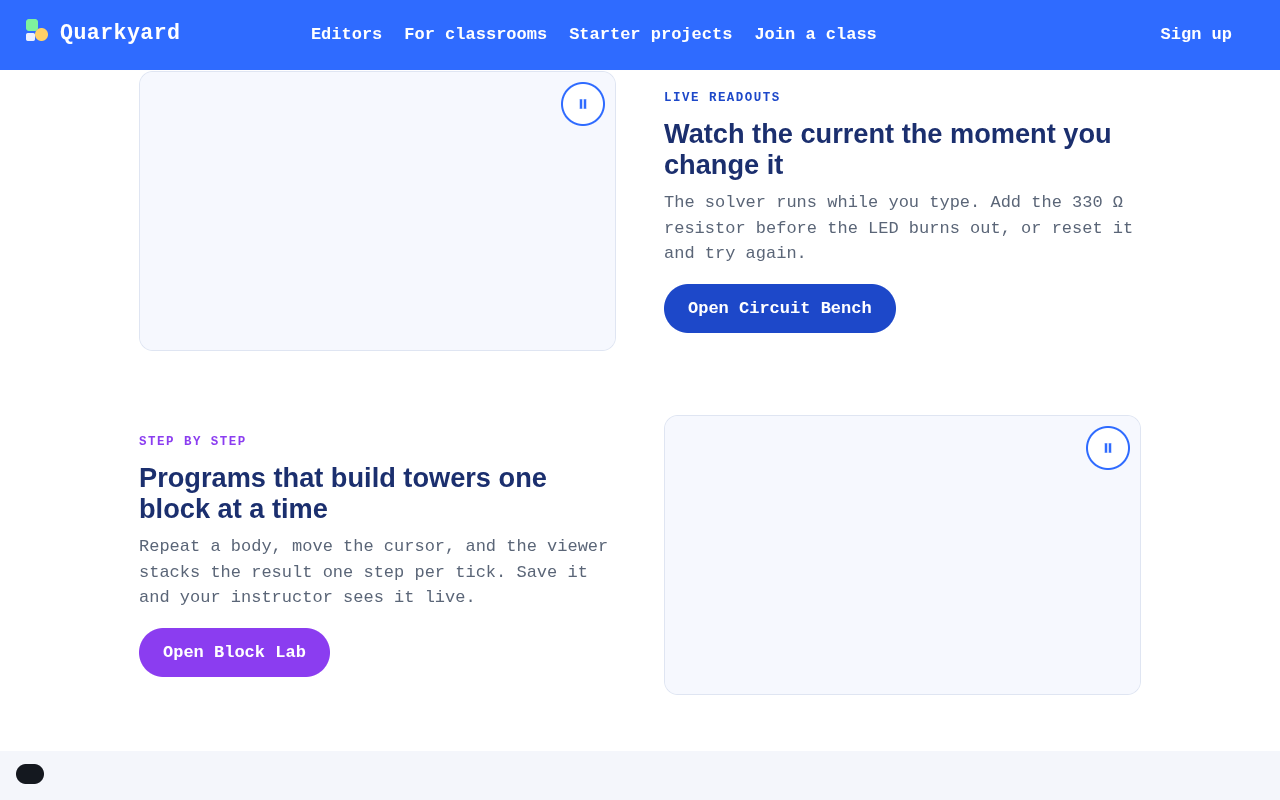 Quarkyard
Editors For classrooms Starter projects Join a class Sign up
LIVE READOUTS
Watch the current the moment you
change it
The solver runs while you type. Add the 330 Ω
resistor before the LED burns out, or reset it
and try again.
Open Circuit Bench
STEP BY STEP
Programs that build towers one
block at a time
Repeat a body, move the cursor, and the viewer
stacks the result one step per tick. Save it
and your instructor sees it live.
Open Block Lab